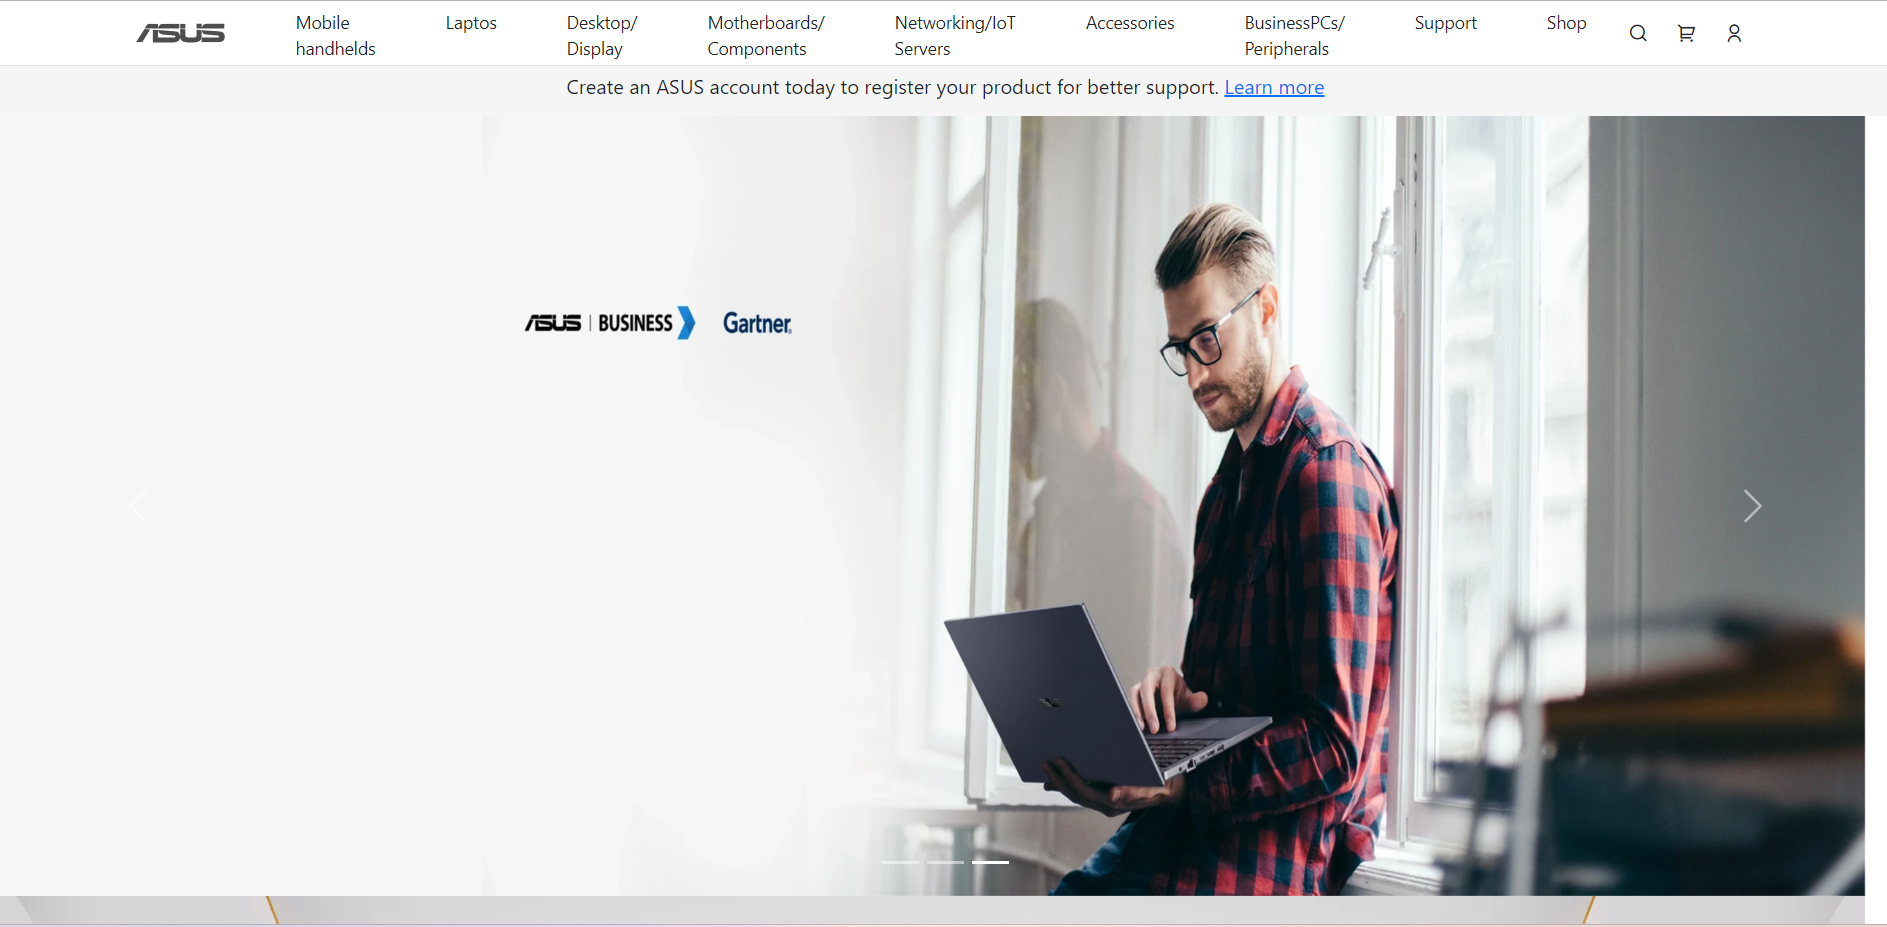 ASUS
Mobile
handhelds
Laptos
Desktop/
Display
Motherboards/
Components
Networking/IoT
Servers
Accessories
BusinessPCs/
Peripherals
Support
Shop
Create an ASUS account today to register your product for better support. Learn more
ASUS | BUSINESS Gartner®